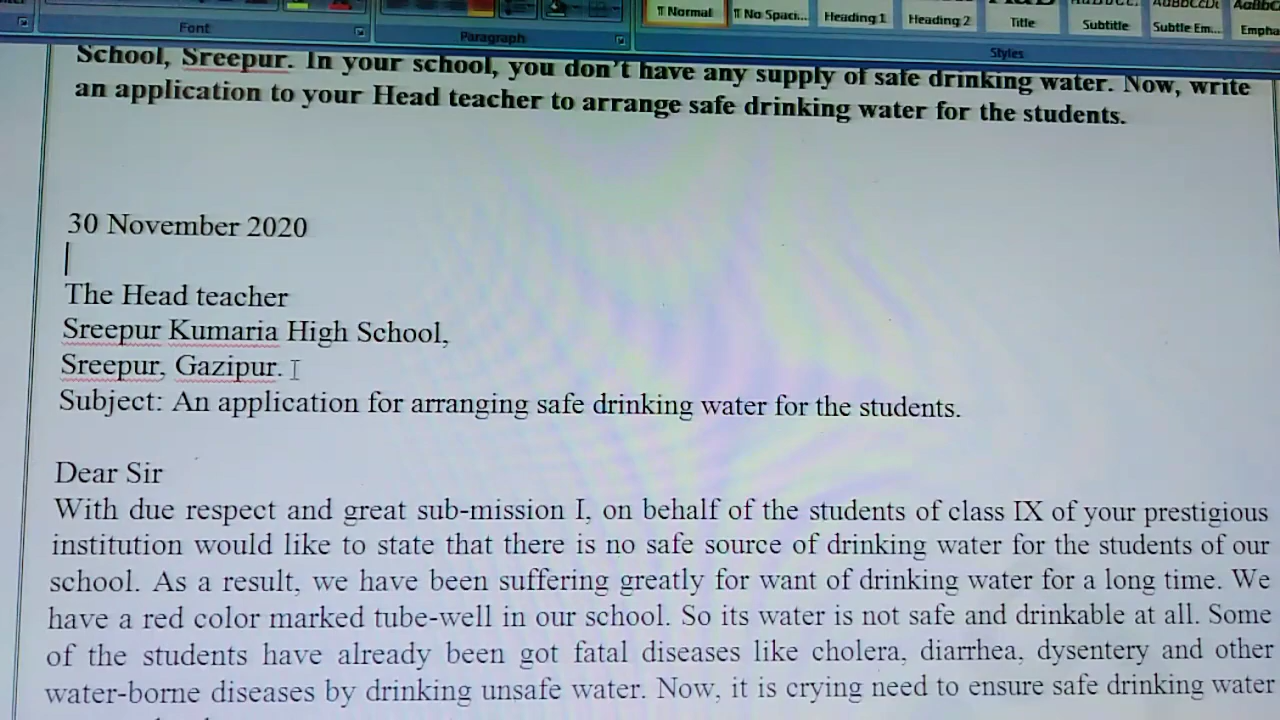 Font
Paragraph
Styles
¶ Normal
¶ No Spaci...
Heading 1
Heading 2
Title
Subtitle
Subtle Em...
Empha
School, Sreepur. In your school, you don't have any supply of safe drinking water. Now, write
an application to your Head teacher to arrange safe drinking water for the students.
30 November 2020
The Head teacher
Sreepur Kumaria High School,
Sreepur, Gazipur.
Subject: An application for arranging safe drinking water for the students.
Dear Sir
With due respect and great sub-mission I, on behalf of the students of class IX of your prestigious
institution would like to state that there is no safe source of drinking water for the students of our
school. As a result, we have been suffering greatly for want of drinking water for a long time. We
have a red color marked tube-well in our school. So its water is not safe and drinkable at all. Some
of the students have already been got fatal diseases like cholera, diarrhea, dysentery and other
water-borne diseases by drinking unsafe water. Now, it is crying need to ensure safe drinking water